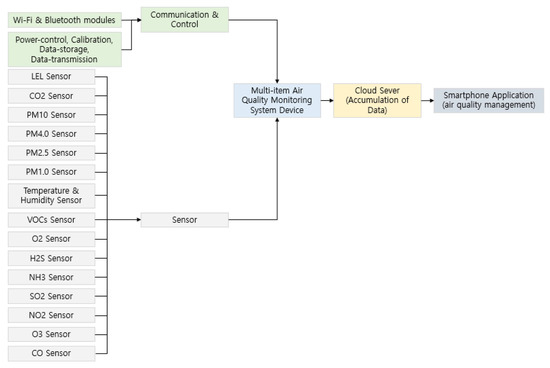 Wi-Fi & Bluetooth modules
Communication &
Control
Power-control, Calibration,
Data-storage,
Data-transmission
LEL Sensor
CO2 Sensor
PM10 Sensor
PM4.0 Sensor
PM2.5 Sensor
PM1.0 Sensor
Temperature &
Humidity Sensor
VOCs Sensor
O2 Sensor
H2S Sensor
NH3 Sensor
SO2 Sensor
NO2 Sensor
O3 Sensor
CO Sensor
Sensor
Multi-item Air
Quality Monitoring
System Device
Cloud Sever
(Accumulation of
Data)
Smartphone Application
(air quality management)